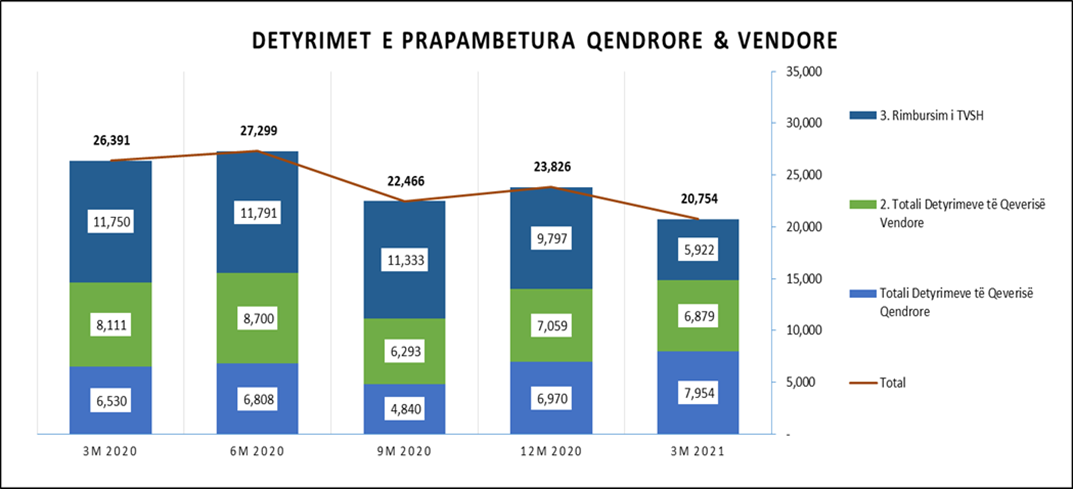 DETYRIMET E PRAPAMBETURA QENDRORE & VENDORE
35,000
30,000
25,000
20,000
15,000
10,000
5,000
-
26,391
27,299
22,466
23,826
20,754
11,750
11,791
11,333
9,797
5,922
8,111
8,700
6,293
7,059
6,879
6,530
6,808
4,840
6,970
7,954
3M 2020
6M 2020
9M 2020
12M 2020
3M 2021
3. Rimbursim i TVSH
2. Totali Detyrimeve të Qeverisë
Vendore
Totali Detyrimeve të Qeverisë
Qendrore
Total